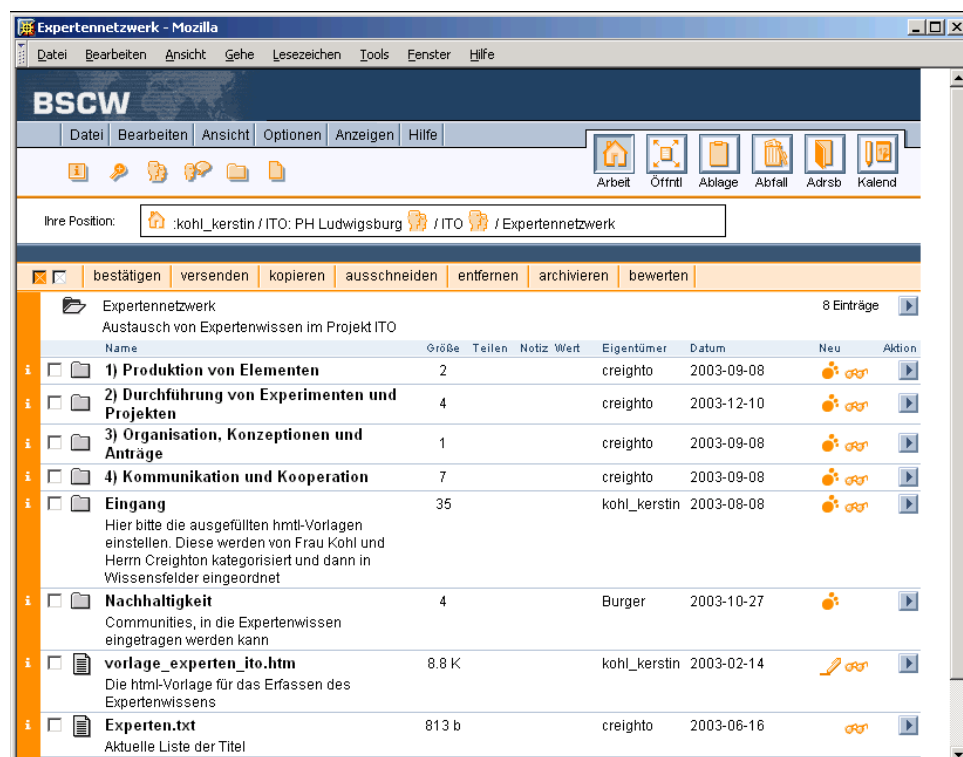 Expertennetzwerk - Mozilla
Datei Bearbeiten Ansicht Gehe Lesezeichen Tools Fenster Hilfe
BSCW
Datei Bearbeiten Ansicht Optionen Anzeigen Hilfe
Arbeit Öffntl Ablage Abfall Adrsb Kalend
Ihre Position: :kohl_kerstin / ITO: PH Ludwigsburg / ITO / Expertennetzwerk
bestätigen versenden kopieren ausschneiden entfernen archivieren bewerten
Expertennetzwerk 8 Einträge
Austausch von Expertenwissen im Projekt ITO
Name Größe Teilen Notiz Wert Eigentümer Datum Neu Aktion
1) Produktion von Elementen 2 creighto 2003-09-08
2) Durchführung von Experimenten und
Projekten 4 creighto 2003-12-10
3) Organisation, Konzeptionen und
Anträge 1 creighto 2003-09-08
4) Kommunikation und Kooperation 7 creighto 2003-09-08
Eingang 35 kohl_kerstin 2003-08-08
Hier bitte die ausgefüllten hmtl-Vorlagen
einstellen. Diese werden von Frau Kohl und
Herrn Creighton kategorisiert und dann in
Wissensfelder eingeordnet
Nachhaltigkeit 4 Burger 2003-10-27
Communities, in die Expertenwissen
eingetragen werden kann
vorlage_experten_ito.htm 8.8 K kohl_kerstin 2003-02-14
Die html-Vorlage für das Erfassen des
Expertenwissens
Experten.txt 813 b creighto 2003-06-16
Aktuelle Liste der Titel